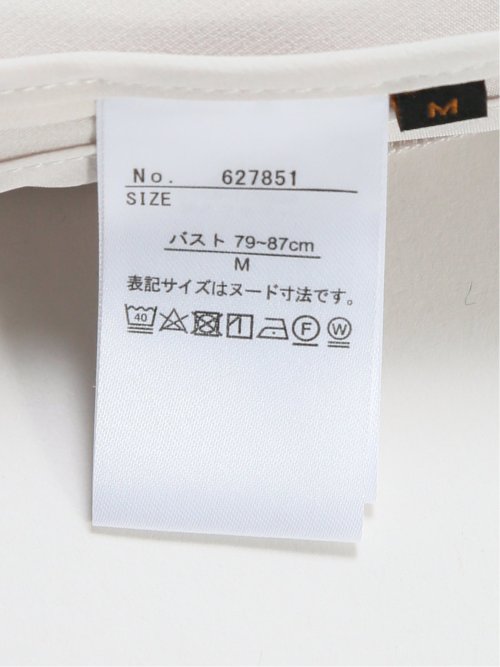 M
No. 627851
SIZE
バスト 79~87cm
M
表記サイズはヌード寸法です。
40 F W